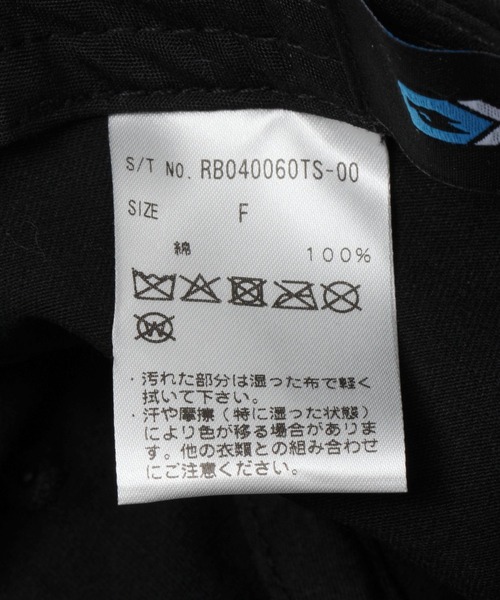 S/T NO. RB040060TS-00
SIZE F
綿 100%
W
・汚れた部分は湿った布で軽く
拭いて下さい。
・汗や摩擦(特に湿った状態)
により色が移る場合がありま
す。他の衣類との組み合わせ
にご注意ください。